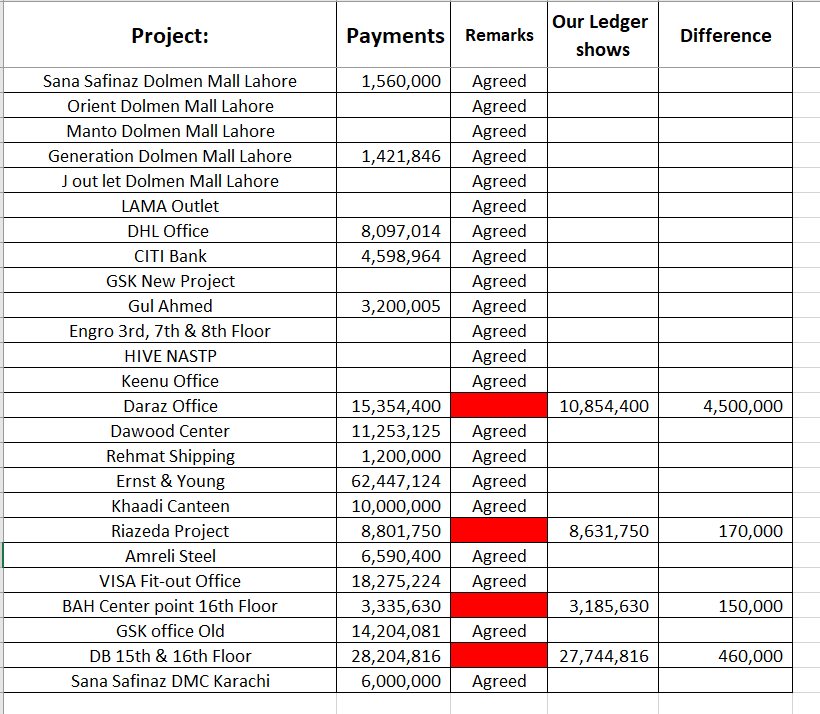 Project: Payments Remarks Our Ledger shows Difference
Sana Safinaz Dolmen Mall Lahore 1,560,000 Agreed
Orient Dolmen Mall Lahore Agreed
Manto Dolmen Mall Lahore Agreed
Generation Dolmen Mall Lahore 1,421,846 Agreed
J out let Dolmen Mall Lahore Agreed
LAMA Outlet Agreed
DHL Office 8,097,014 Agreed
CITI Bank 4,598,964 Agreed
GSK New Project Agreed
Gul Ahmed 3,200,005 Agreed
Engro 3rd, 7th & 8th Floor Agreed
HIVE NASTP Agreed
Keenu Office Agreed
Daraz Office 15,354,400 10,854,400 4,500,000
Dawood Center 11,253,125 Agreed
Rehmat Shipping 1,200,000 Agreed
Ernst & Young 62,447,124 Agreed
Khaadi Canteen 10,000,000 Agreed
Riazeda Project 8,801,750 8,631,750 170,000
Amreli Steel 6,590,400 Agreed
VISA Fit-out Office 18,275,224 Agreed
BAH Center point 16th Floor 3,335,630 3,185,630 150,000
GSK office Old 14,204,081 Agreed
DB 15th & 16th Floor 28,204,816 27,744,816 460,000
Sana Safinaz DMC Karachi 6,000,000 Agreed